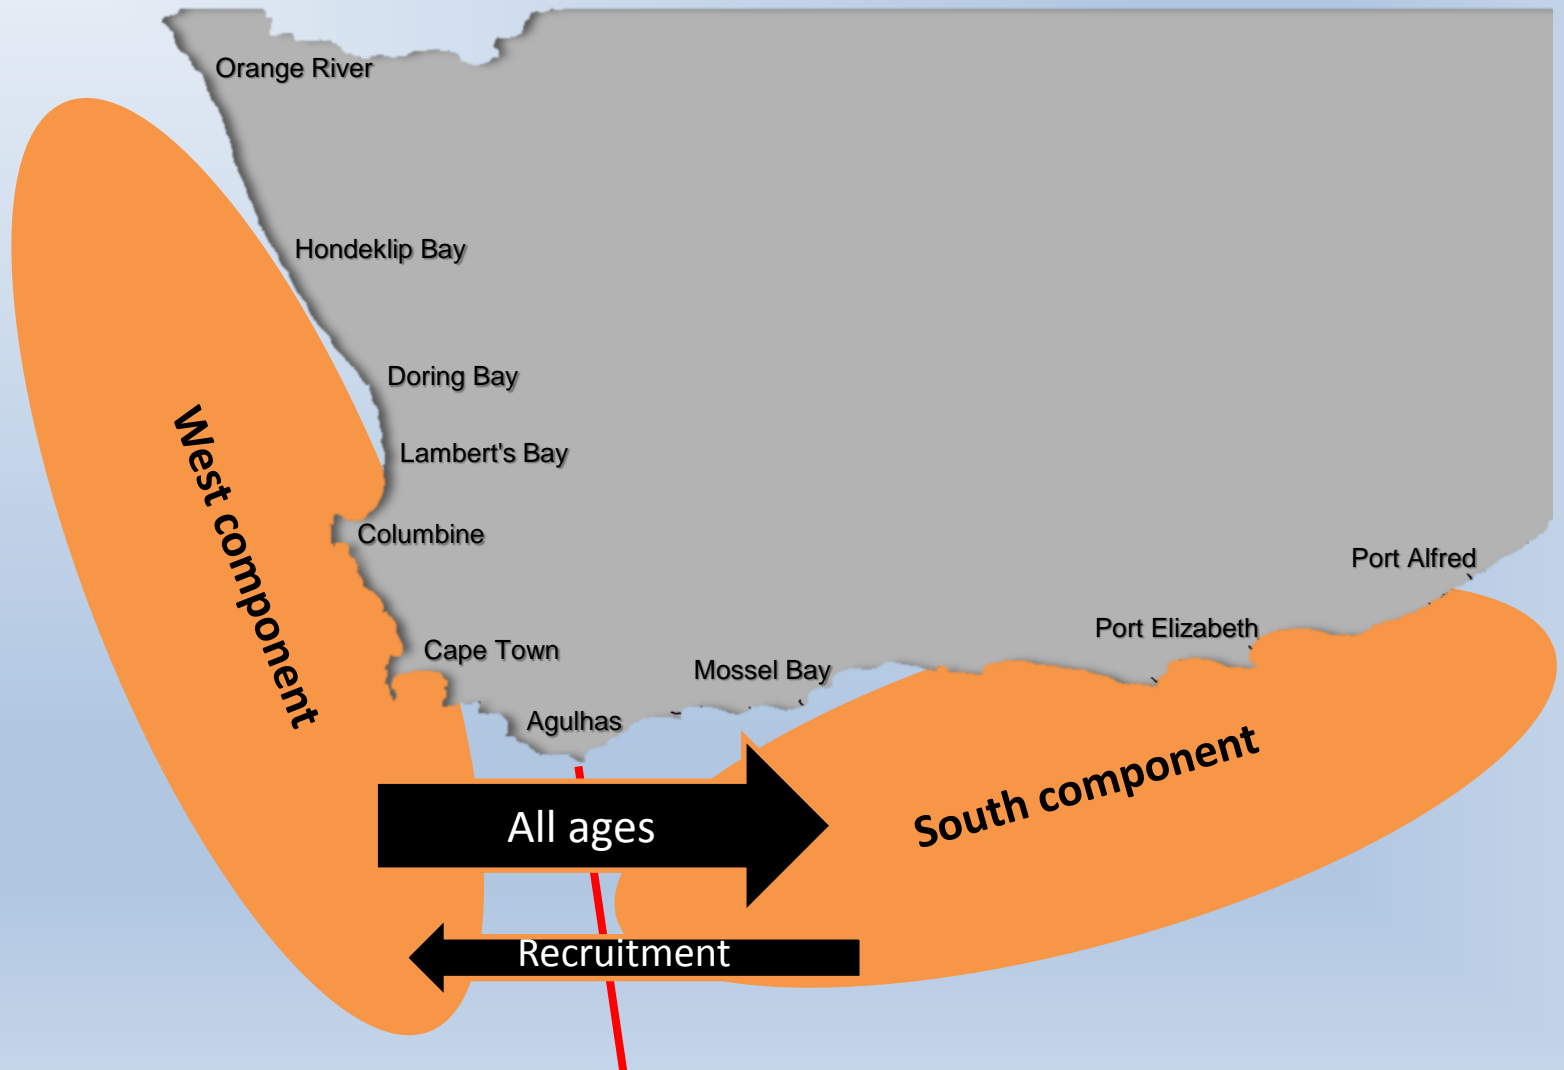 Orange River
Hondeklip Bay
Doring Bay
Lambert's Bay
Columbine
Port Alfred
Port Elizabeth
Cape Town
Mossel Bay
Agulhas
West component
South component
All ages
Recruitment